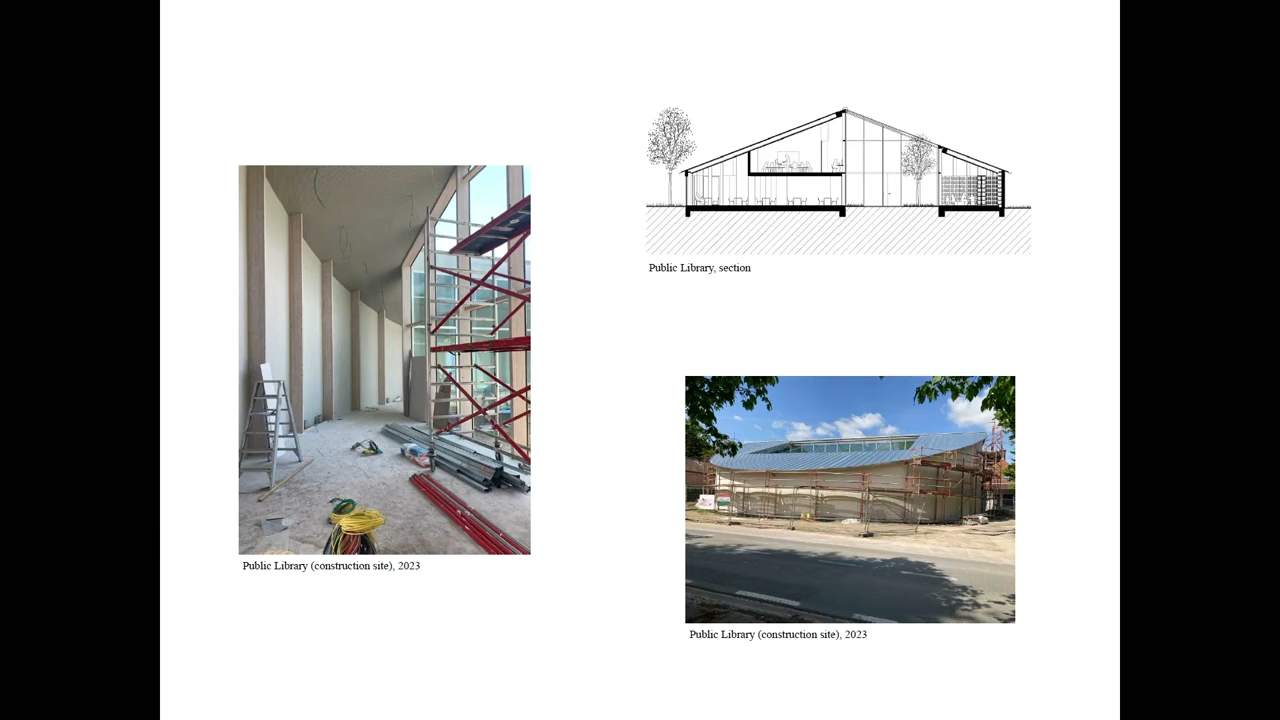 Public Library, section
Public Library (construction site), 2023
Public Library (construction site), 2023